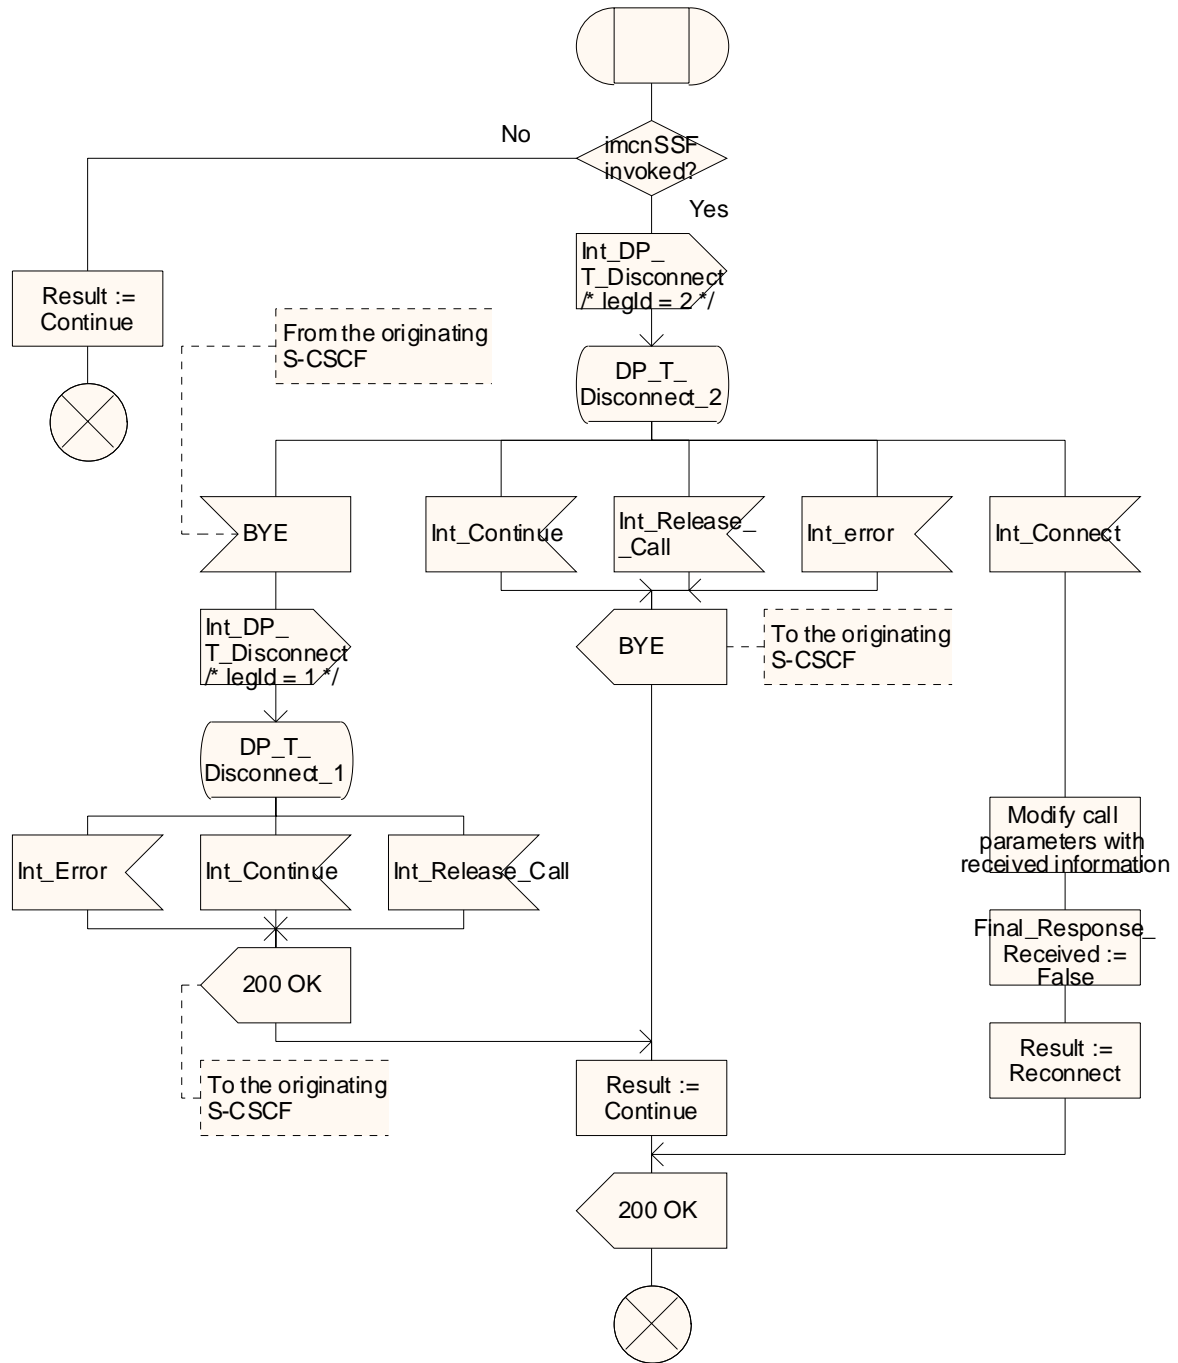 No
imcnSSF
invoked?
Yes
Int_DP_
T_Disconnect
/* legId = 2 */
Result :=
Continue
From the originating
S-CSCF
DP_T_
Disconnect_2
BYE
Int_Continue
Int_Release_
_Call
Int_error
Int_Connect
Int_DP_
T_Disconnect
/* legId = 1 */
BYE
To the originating
S-CSCF
DP_T_
Disconnect_1
Int_Error
Int_Continue
Int_Release_Call
Modify call
parameters with
received information
Final_Response_
Received :=
False
200 OK
Result :=
Reconnect
To the originating
S-CSCF
Result :=
Continue
200 OK